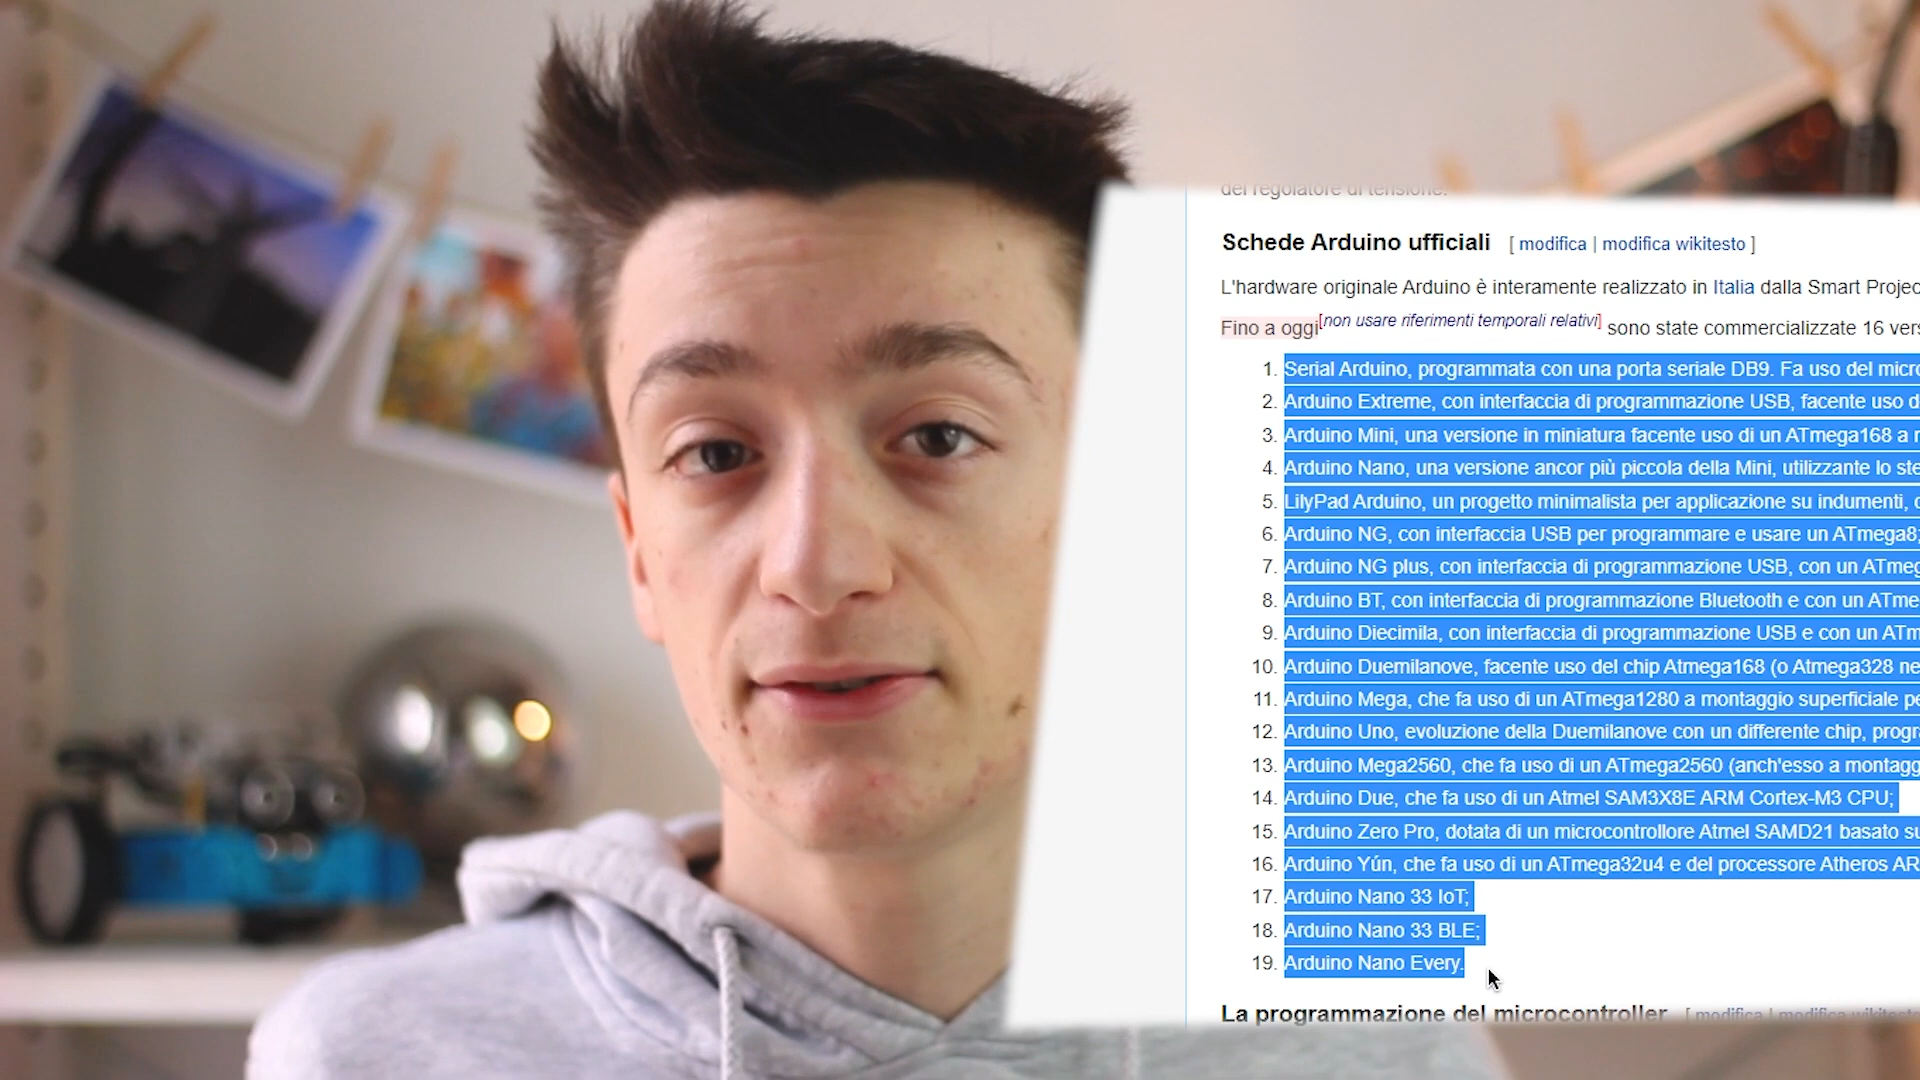 del regolatore di tensione.
Schede Arduino ufficiali [ modifica | modifica wikitesto ]
L'hardware originale Arduino è interamente realizzato in Italia dalla Smart
Fino a oggi[non usare riferimenti temporali relativi] sono state commercializzate 16
1. Serial Arduino, programmata con una porta seriale DB9. Fa uso del
2. Arduino Extreme, con interfaccia di programmazione USB, facente uso
3. Arduino Mini, una versione in miniatura facente uso di un ATmega168 a
4. Arduino Nano, una versione ancor più piccola della Mini, utilizzante lo
5. LilyPad Arduino, un progetto minimalista per applicazione su indumenti,
6. Arduino NG, con interfaccia USB per programmare e usare un ATmega8;
7. Arduino NG plus, con interfaccia di programmazione USB, con un
8. Arduino BT, con interfaccia di programmazione Bluetooth e con un
9. Arduino Diecimila, con interfaccia di programmazione USB e con un
10. Arduino Duemilanove, facente uso del chip Atmega168 (o Atmega328
11. Arduino Mega, che fa uso di un ATmega1280 a montaggio superficiale
12. Arduino Uno, evoluzione della Duemilanove con un differente chip,
13. Arduino Mega2560, che fa uso di un ATmega2560 (anch'esso a
14. Arduino Due, che fa uso di un Atmel SAM3X8E ARM Cortex-M3 CPU;
15. Arduino Zero Pro, dotata di un microcontrollore Atmel SAMD21 basato
16. Arduino Yún, che fa uso di un ATmega32u4 e del processore Atheros
17. Arduino Nano 33 IoT;
18. Arduino Nano 33 BLE;
19. Arduino Nano Every.
La programmazione del microcontroller [ modifica | modifica wikitesto